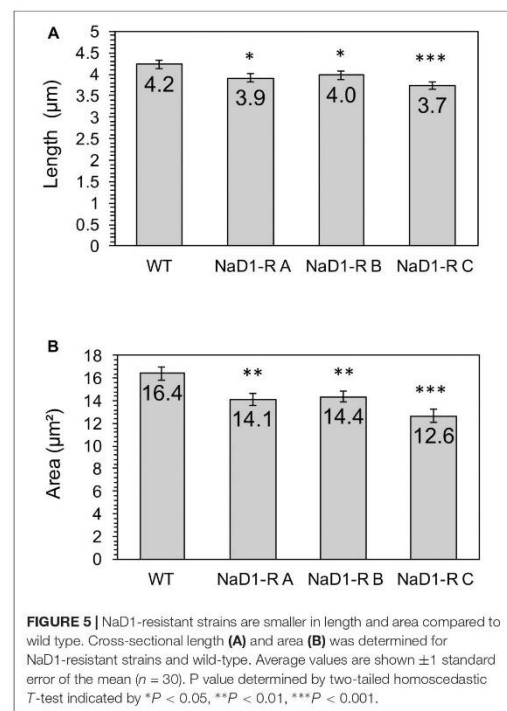 A
5
4.5
4
3.5
3
2.5
2
1.5
1
0.5
0
Length (µm)
* * ***
4.2 3.9 4.0 3.7
WT NaD1-R A NaD1-R B NaD1-R C
B
18
16
14
12
10
8
6
4
2
0
Area (µm²)
** ** ***
16.4 14.1 14.4 12.6
WT NaD1-R A NaD1-R B NaD1-R C
FIGURE 5 | NaD1-resistant strains are smaller in length and area compared to
wild type. Cross-sectional length (A) and area (B) was determined for
NaD1-resistant strains and wild-type. Average values are shown ±1 standard
error of the mean (n = 30). P value determined by two-tailed homoscedastic
T-test indicated by *P < 0.05, **P < 0.01, ***P < 0.001.